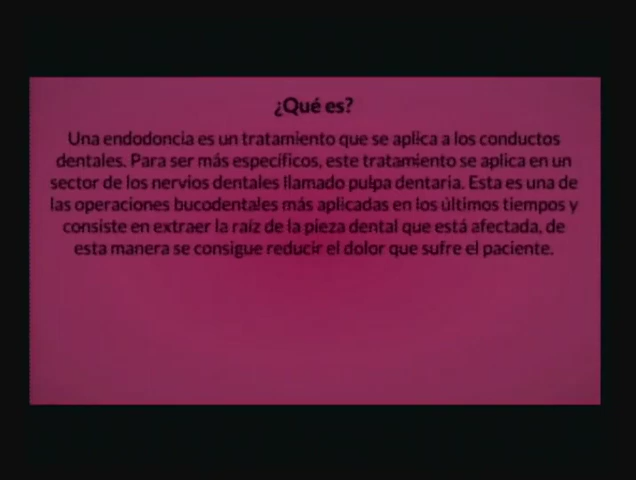 ¿Qué es?
Una endodoncia es un tratamiento que se aplica a los conductos
dentales. Para ser más específicos, este tratamiento se aplica en un
sector de los nervios dentales llamado pulpa dentaria. Esta es una de
las operaciones bucodentales más aplicadas en los últimos tiempos y
consiste en extraer la raíz de la pieza dental que está afectada, de
esta manera se consigue reducir el dolor que sufre el paciente.